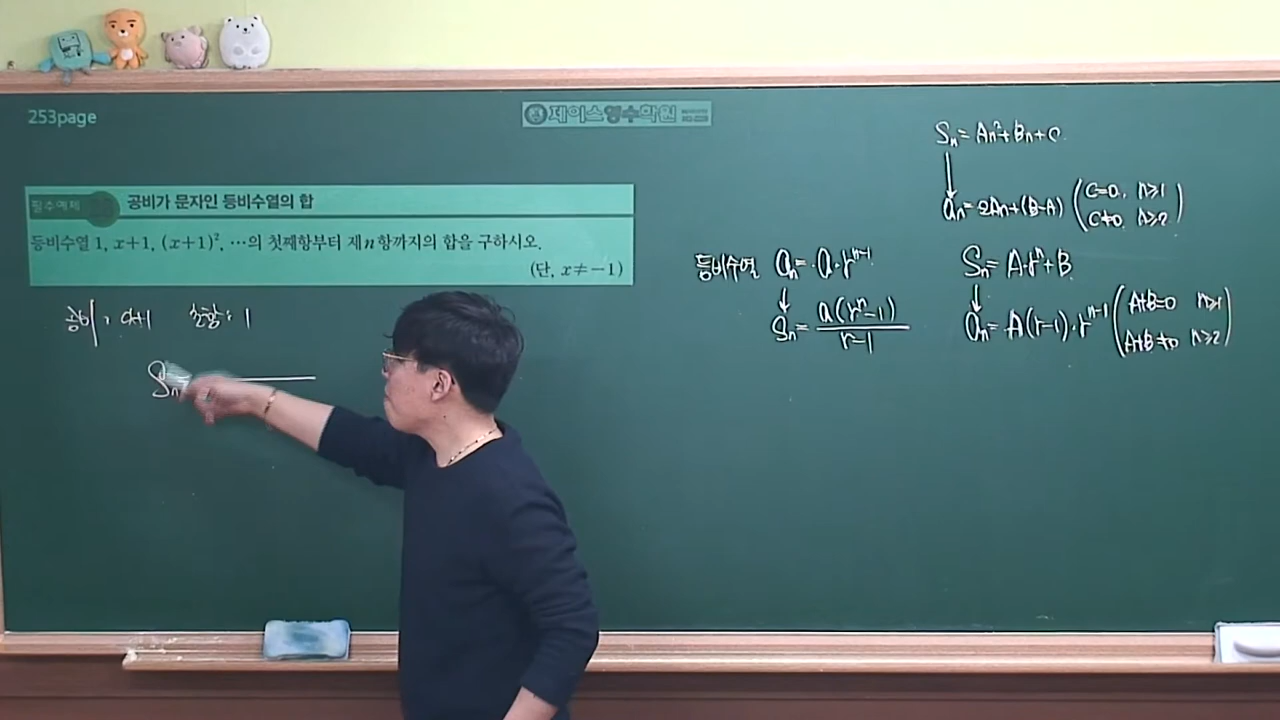 253page
제이스영수학원
필수예제
공비가 문자인 등비수열의 합
등비수열 1, x+1, (x+1)², …의 첫째항부터 제n항까지의 합을 구하시오.
(단, x≠−1)
공비 : x+1 초항 : 1
Sₙ
Sₙ = An²+Bn+C
↓
aₙ = 2An+(B−A) (C=0, n≥1
C≠0, n≥2)
등비수열 aₙ = a·rⁿ⁻¹
↓
Sₙ = a(rⁿ−1)/r−1
Sₙ = A·rⁿ+B
↓
aₙ = A(r−1)·rⁿ⁻¹ (A+B=0 n≥1
A+B≠0 n≥2)